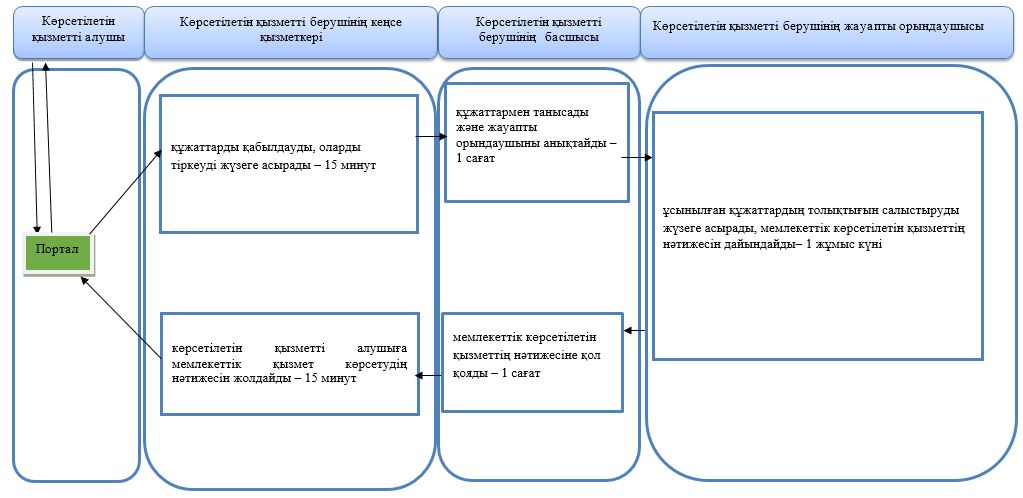 Көрсетілетін
қызметті алушы
Көрсетілетін қызметті берушінің кеңсе
қызметкері
Көрсетілетін қызметті
берушінің басшысы
Көрсетілетін қызметті берушінің жауапты орындаушысы
Портал
құжаттарды қабылдауды, оларды
тіркеуді жүзеге асырады – 15 минут
құжаттармен танысады
және жауапты
орындаушыны анықтайды –
1 сағат
ұсынылған құжаттардың толықтығын салыстыруды
жүзеге асырады, мемлекеттік көрсетілетін қызметтің
нәтижесін дайындайды– 1 жұмыс күні
мемлекеттік көрсетілетін
қызметтің нәтижесіне қол
қояды – 1 сағат
көрсетілетін қызметті алушыға
мемлекеттік қызмет көрсетудің
нәтижесін жолдайды – 15 минут